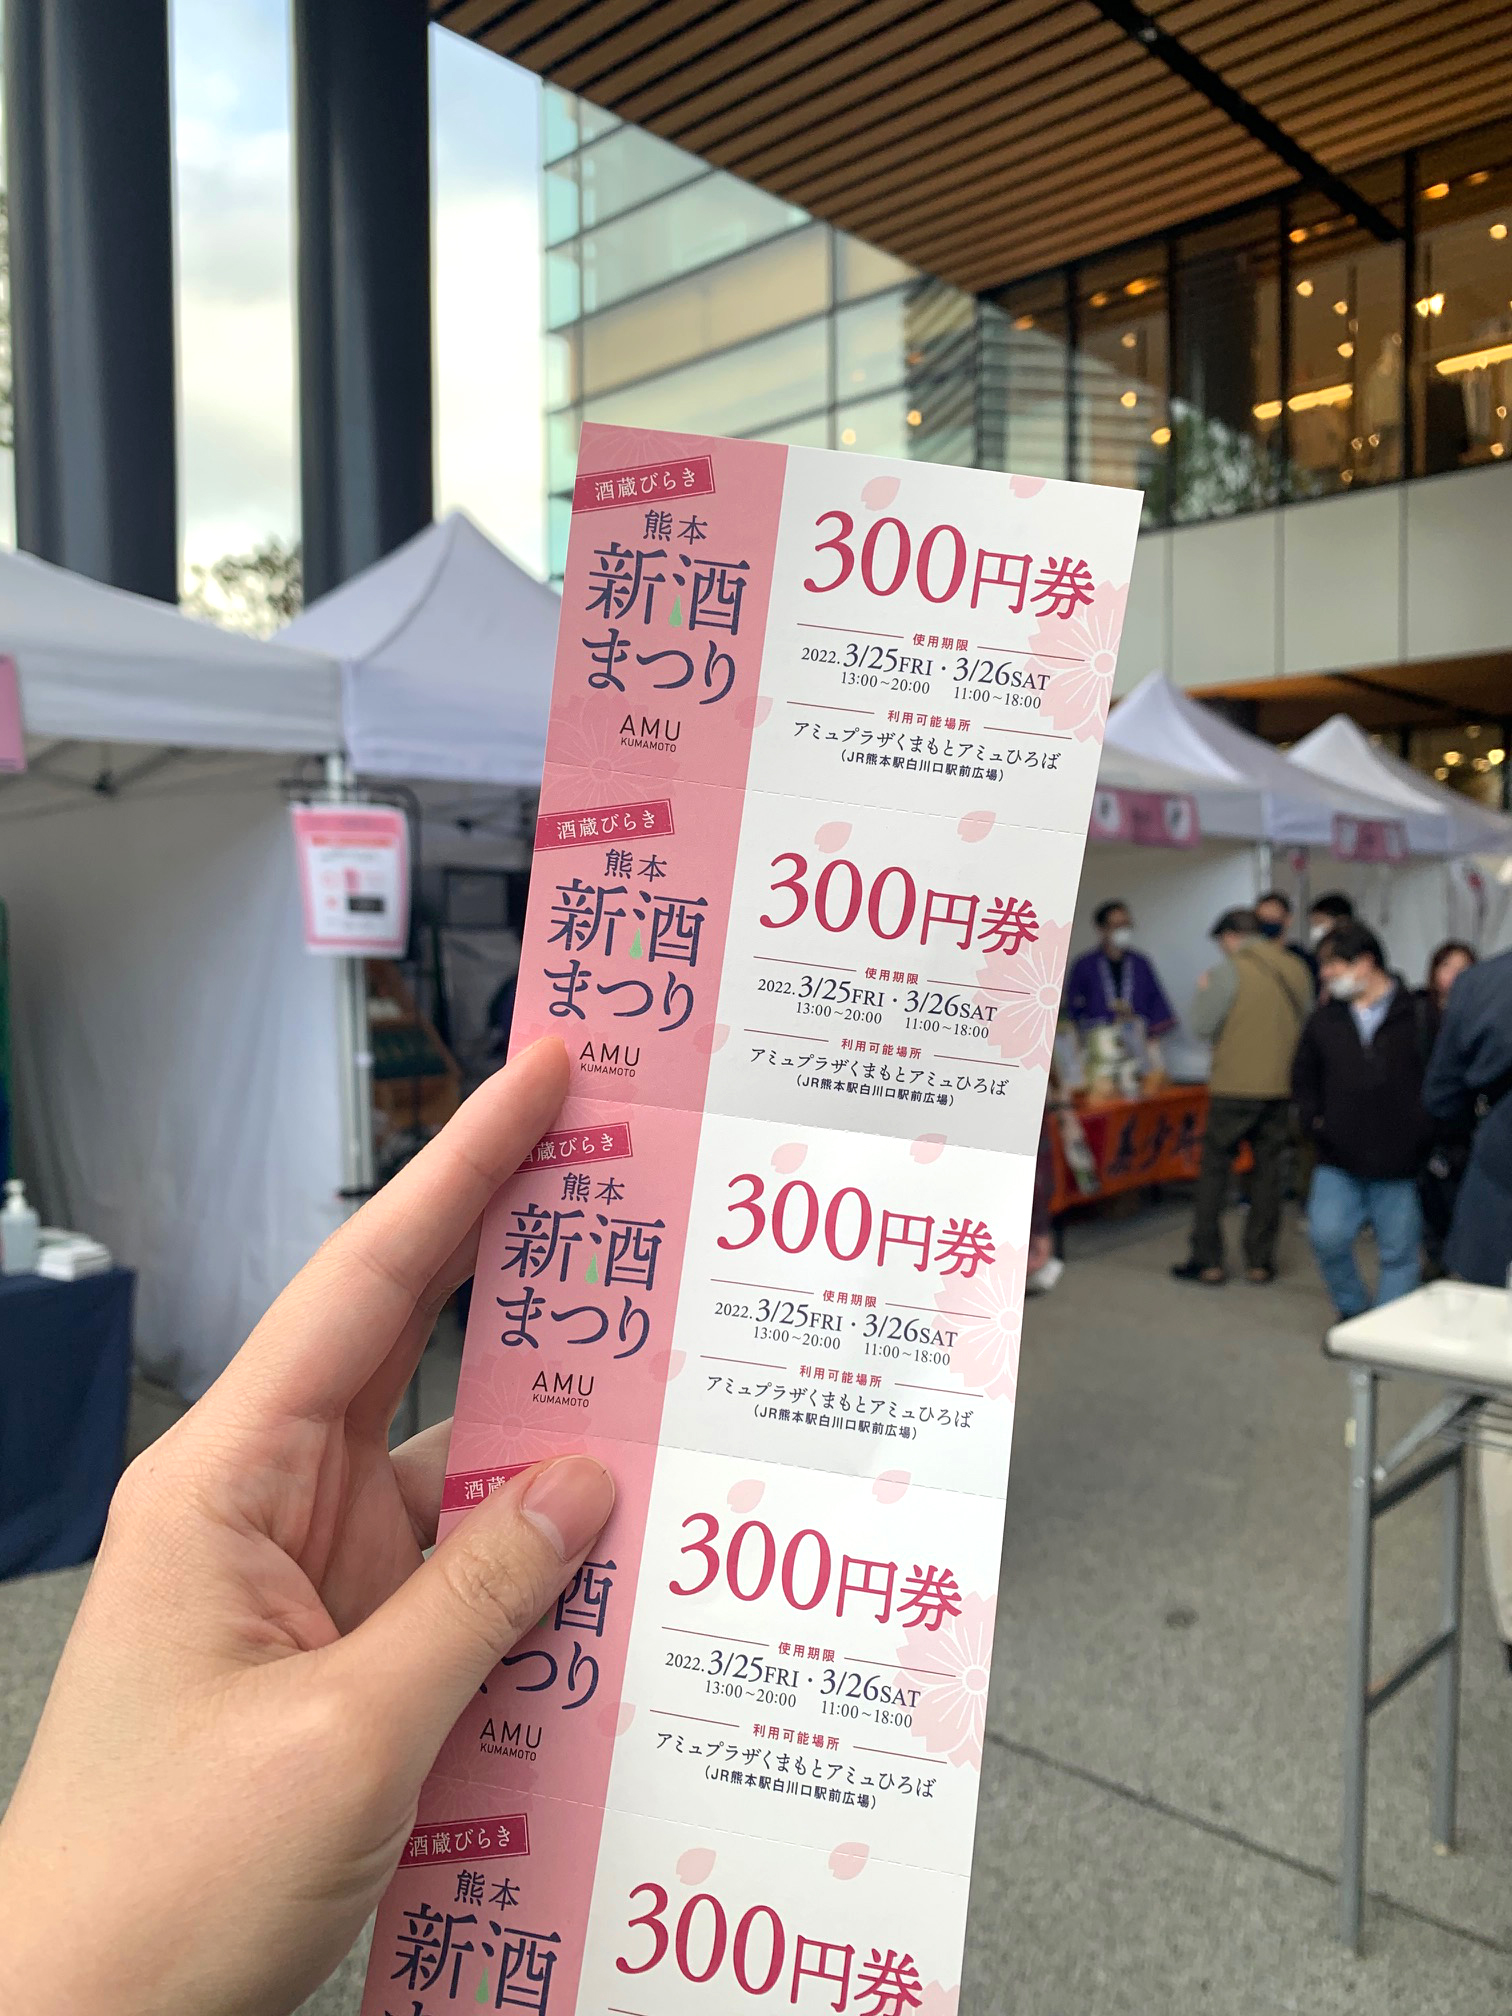 酒蔵びらき
熊本
新酒
まつり
AMU
KUMAMOTO
300円券
使用期限
2022.3/25FRI・3/26SAT
13:00~20:00 11:00~18:00
利用可能場所
アミュプラザくまもとアミュひろば
(JR熊本駅白川口駅前広場)
酒蔵びらき
熊本
新酒
まつり
AMU
KUMAMOTO
300円券
使用期限
2022.3/25FRI・3/26SAT
13:00~20:00 11:00~18:00
利用可能場所
アミュプラザくまもとアミュひろば
(JR熊本駅白川口駅前広場)
酒蔵びらき
熊本
新酒
まつり
AMU
KUMAMOTO
300円券
使用期限
2022.3/25FRI・3/26SAT
13:00~20:00 11:00~18:00
利用可能場所
アミュプラザくまもとアミュひろば
(JR熊本駅白川口駅前広場)
酒蔵
酒
つり
AMU
KUMAMOTO
300円券
使用期限
2022.3/25FRI・3/26SAT
13:00~20:00 11:00~18:00
利用可能場所
アミュプラザくまもとアミュひろば
(JR熊本駅白川口駅前広場)
酒蔵びらき
熊本
新酒
300円券
美少年